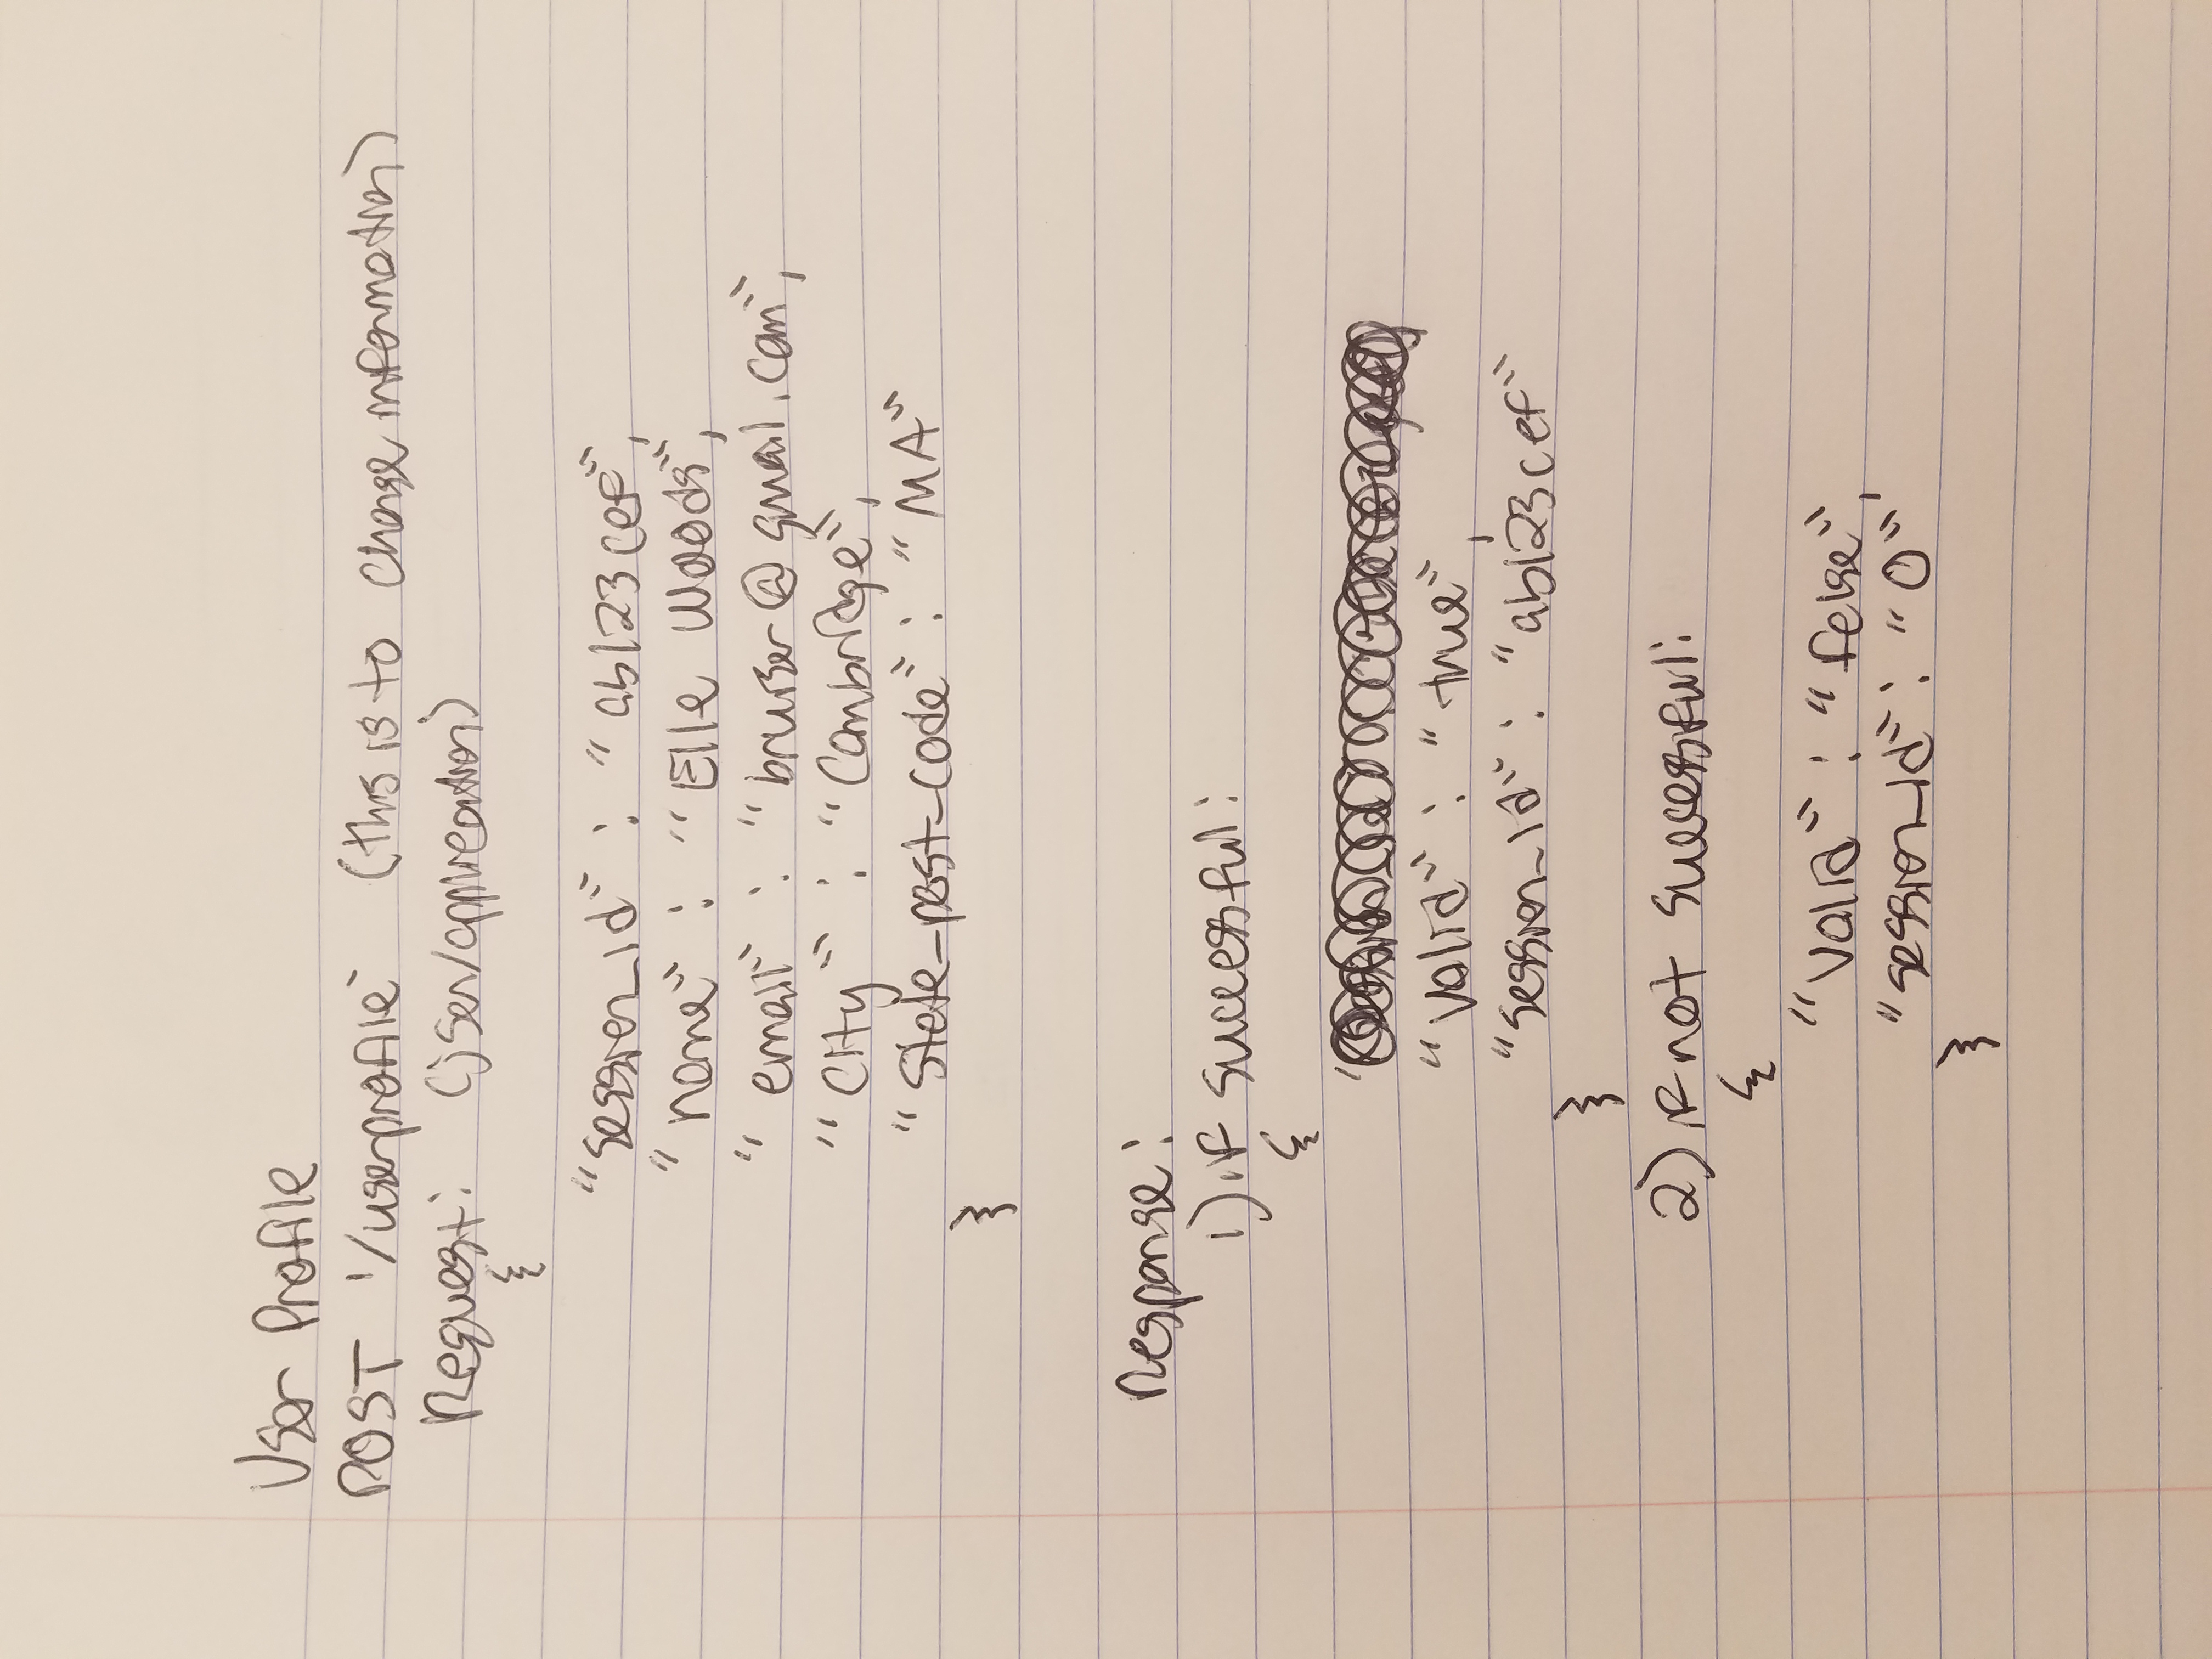 User Profile
POST '/userprofile' (this is to change information)
Request: (json/application)
{
"session_id" : "ab123cef",
"name" : "Elle Woods",
"email" : "bruiser@gmail.com",
"City" : "Cambridge",
"State_post_code" : "MA"
}
Response:
1) if successful:
{
"Valid" : "true",
"session_id" : "ab123cef"
}
2) if not successful:
{
"Valid" : "false",
"session_id" : "0"
}